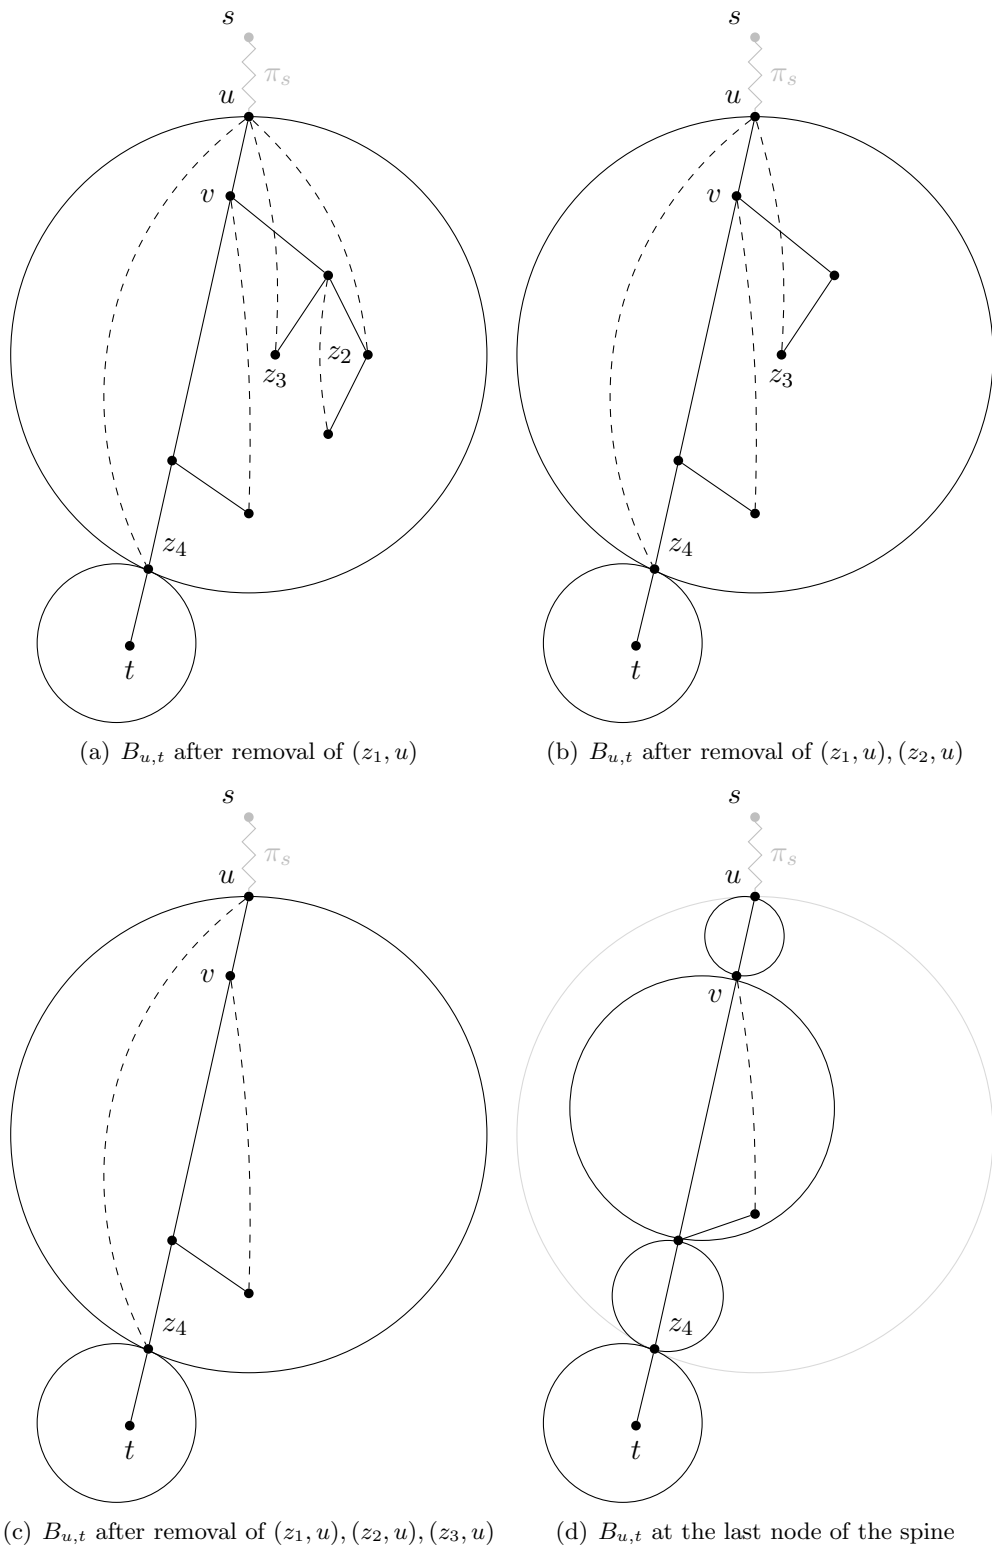 s
π_s
u
v
z_2
z_3
z_4
t
(a) B_{u,t} after removal of (z_1, u)
s
π_s
u
v
z_3
z_4
t
(b) B_{u,t} after removal of (z_1, u), (z_2, u)
s
π_s
u
v
z_4
t
(c) B_{u,t} after removal of (z_1, u), (z_2, u), (z_3, u)
s
π_s
u
v
z_4
t
(d) B_{u,t} at the last node of the spine